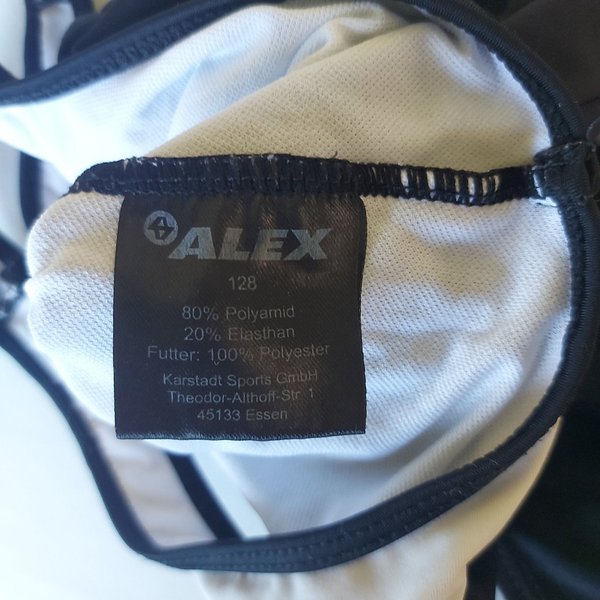 ALEX
128
80% Polyamid
20% Elasthan
Futter: 100% Polyester
Karstadt Sports GmbH
Theodor-Althoff-Str 1
45133 Essen